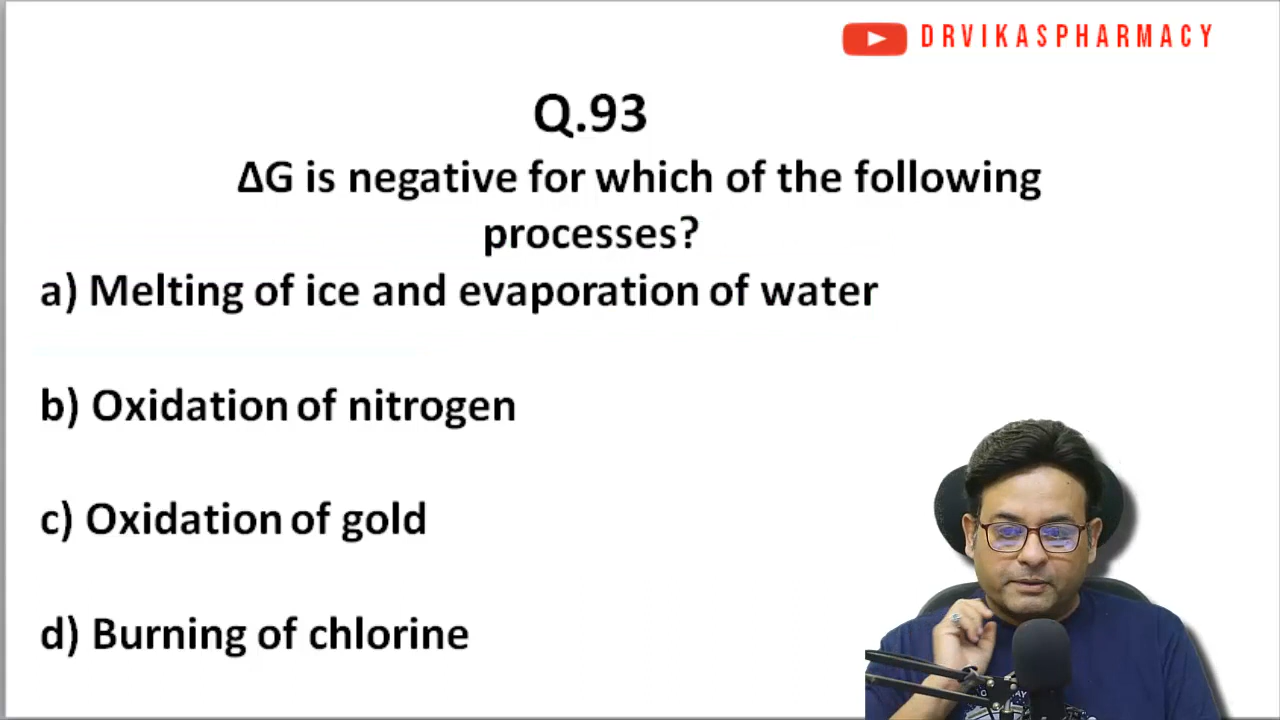 DRVIKASPHARMACY
Q.93
ΔG is negative for which of the following
processes?
a) Melting of ice and evaporation of water
b) Oxidation of nitrogen
c) Oxidation of gold
d) Burning of chlorine